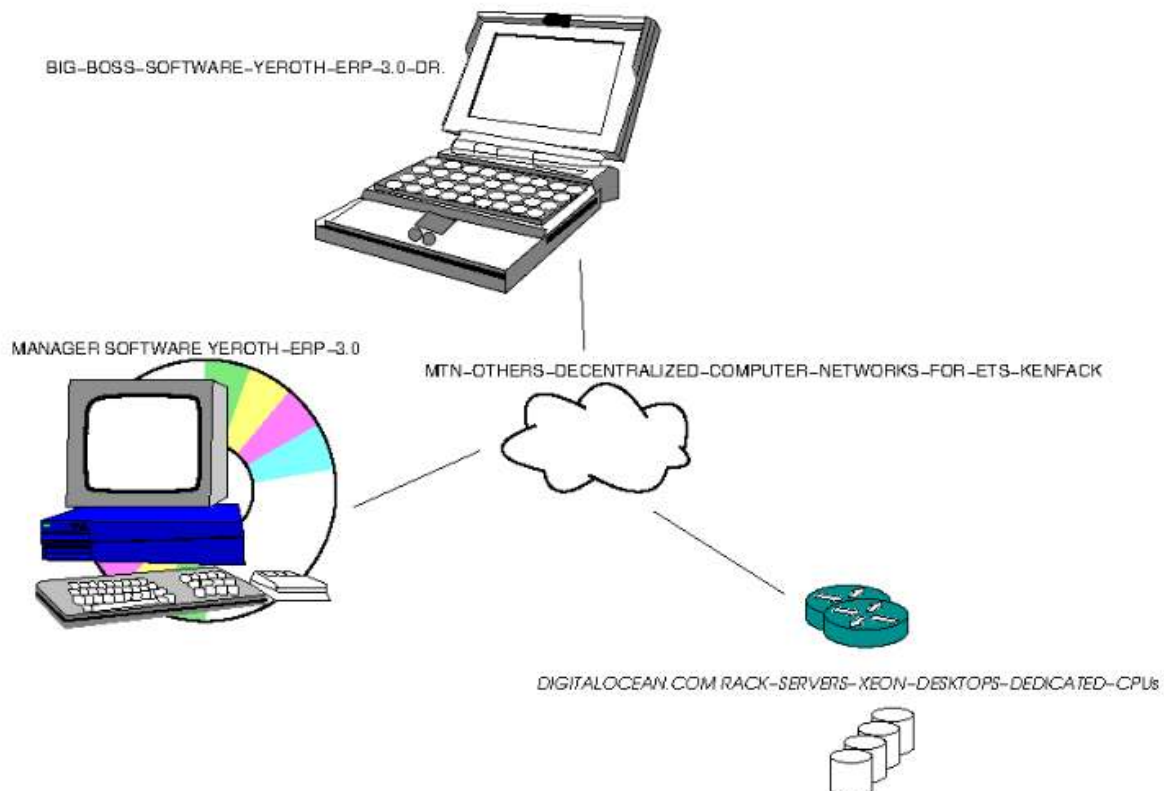 BIG-BOSS-SOFTWARE-YEROTH-ERP-3.0-DR.
MANAGER SOFTWARE YEROTH-ERP-3.0
MTN-OTHERS-DECENTRALIZED-COMPUTER-NETWORKS-FOR-ETS-KENFACK
DIGITALOCEAN.COM RACK-SERVERS-XEON-DESKTOPS-DEDICATED-CPUs